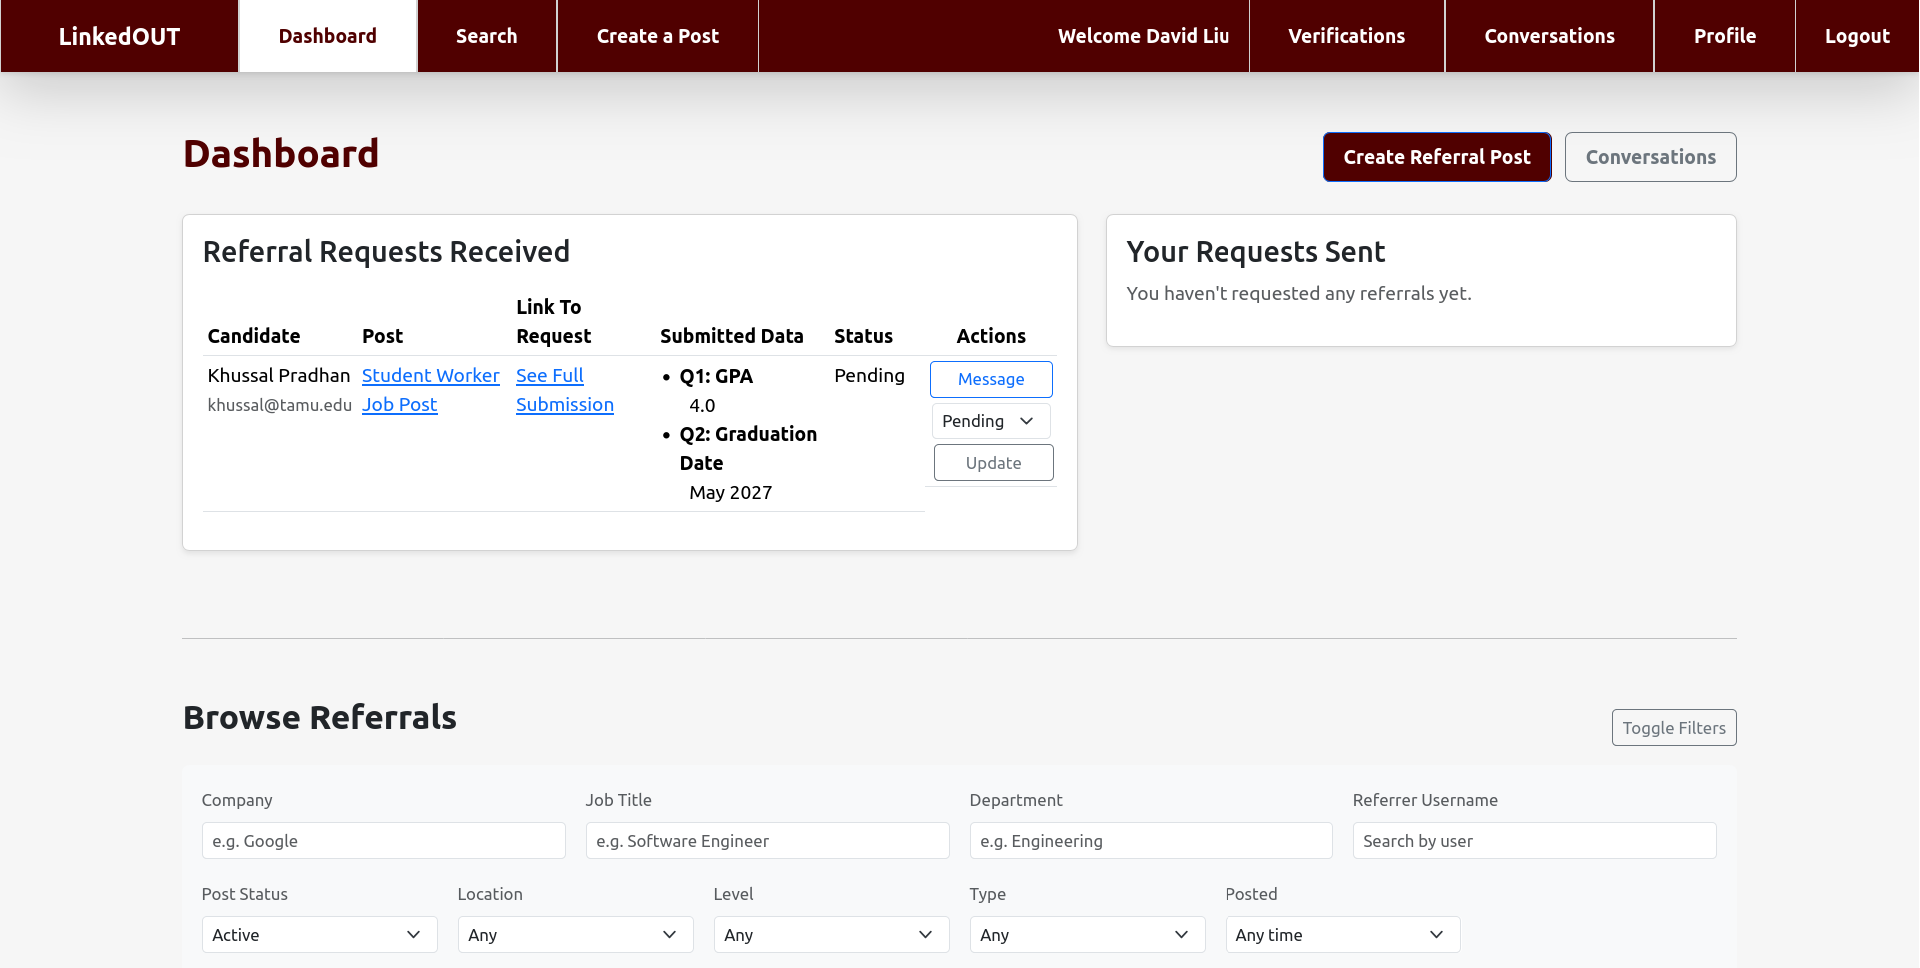 LinkedOUT
Dashboard
Search
Create a Post
Welcome David Liu
Verifications
Conversations
Profile
Logout
Dashboard
Create Referral Post
Conversations
Referral Requests Received
Candidate
Post
Link To
Request
Submitted Data
Status
Actions
Khussal Pradhan
khussal@tamu.edu
Student Worker
Job Post
See Full
Submission
• Q1: GPA
4.0
• Q2: Graduation
Date
May 2027
Pending
Message
Pending
Update
Your Requests Sent
You haven't requested any referrals yet.
Browse Referrals
Toggle Filters
Company
Job Title
Department
Referrer Username
e.g. Google
e.g. Software Engineer
e.g. Engineering
Search by user
Post Status
Location
Level
Type
Posted
Active
Any
Any
Any
Any time